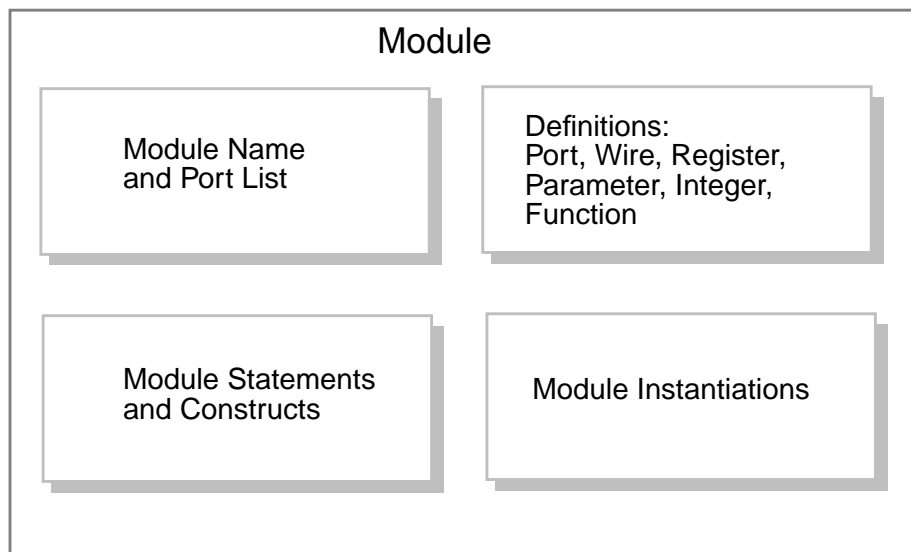 Module
Module Name
and Port List
Definitions:
Port, Wire, Register,
Parameter, Integer,
Function
Module Statements
and Constructs
Module Instantiations